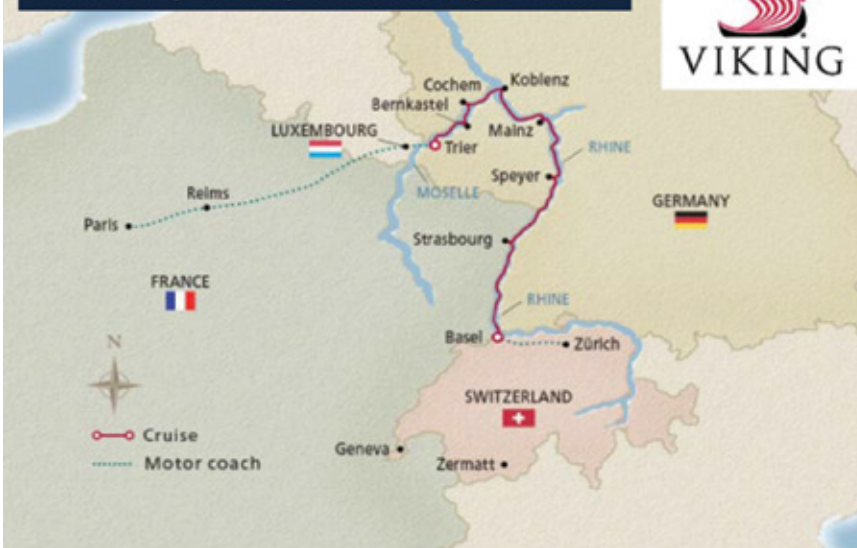 VIKING
Cochem
Koblenz
Bernkastel
LUXEMBOURG
Mainz
Trier
RHINE
Speyer
MOSELLE
Reims
GERMANY
Paris
Strasbourg
FRANCE
RHINE
Basel
Zürich
N
SWITZERLAND
Cruise
Geneva
Motor coach
Zermatt